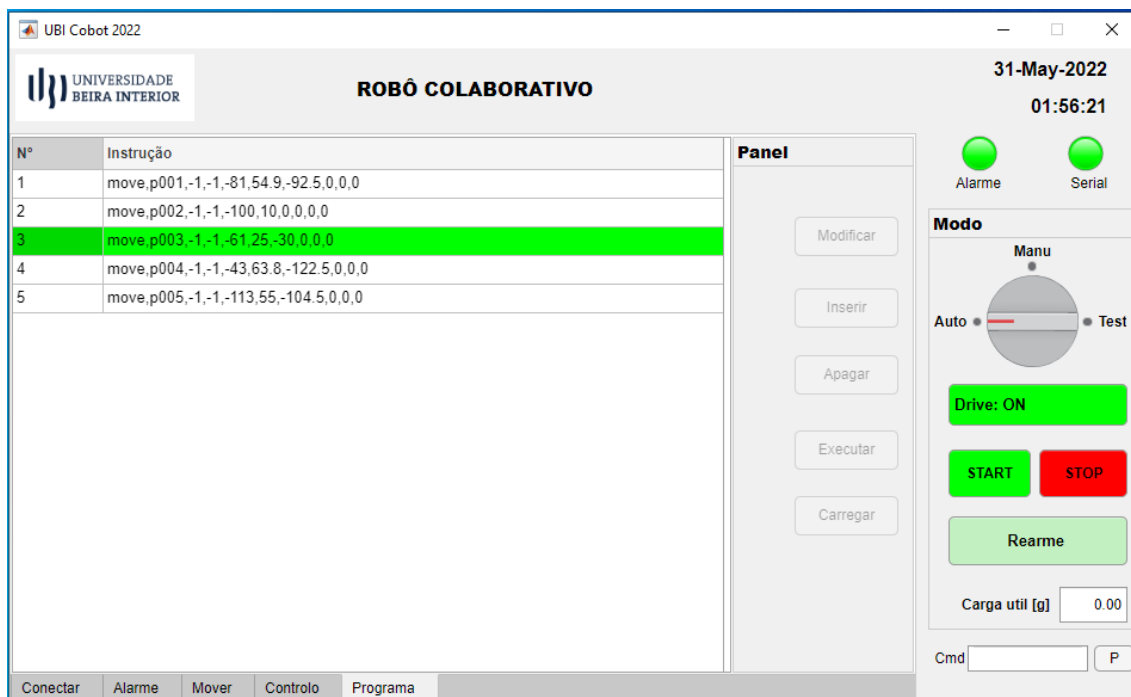 UBI Cobot 2022
UNIVERSIDADE
BEIRA INTERIOR
ROBÔ COLABORATIVO
31-May-2022
01:56:21
N° Instrução
1 move,p001,-1,-1,-81,54.9,-92.5,0,0,0
2 move,p002,-1,-1,-100,10,0,0,0,0
3 move,p003,-1,-1,-61,25,-30,0,0,0
4 move,p004,-1,-1,-43,63.8,-122.5,0,0,0
5 move,p005,-1,-1,-113,55,-104.5,0,0,0
Panel
Modificar
Inserir
Apagar
Executar
Carregar
Alarme Serial
Modo
Manu
Auto Test
Drive: ON
START STOP
Rearme
Carga util [g] 0.00
Cmd P
Conectar Alarme Mover Controlo Programa